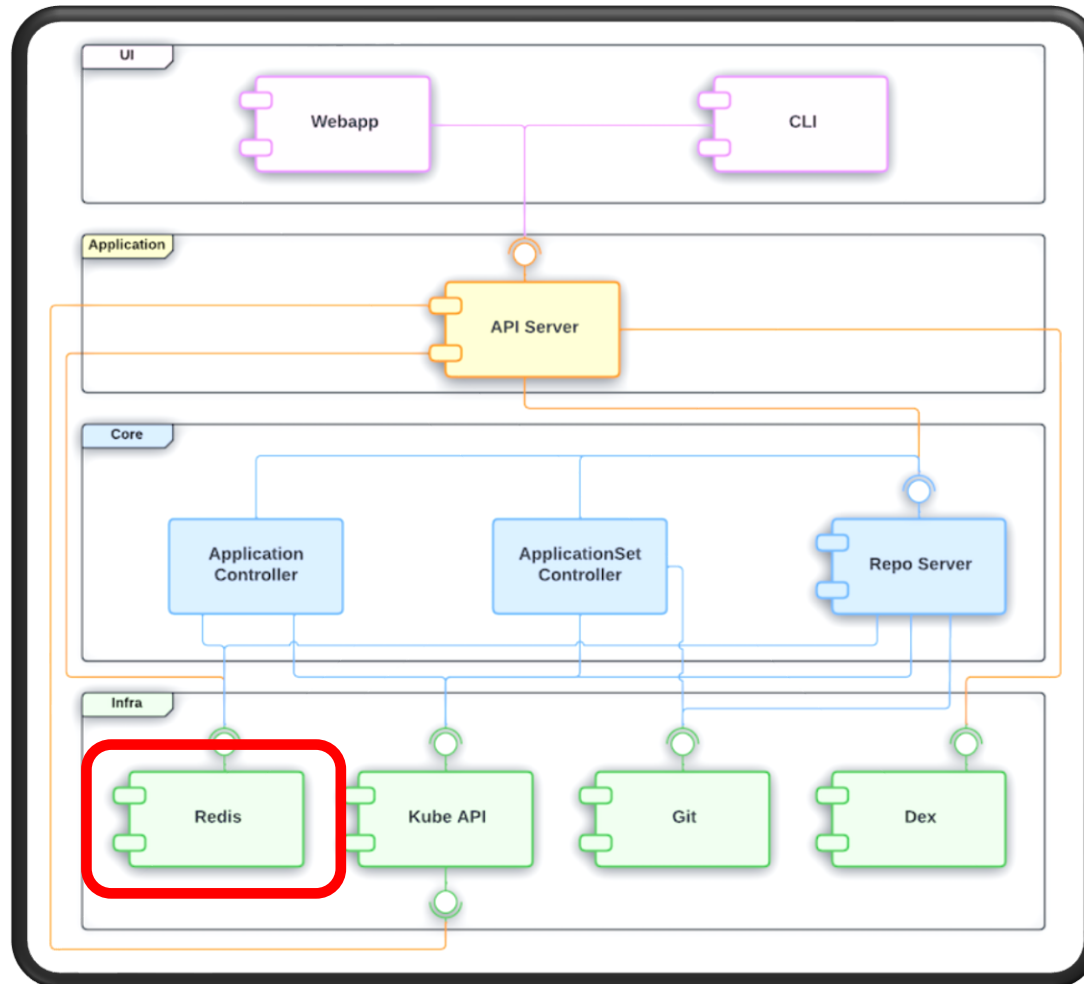 UI
Webapp
CLI
Application
API Server
Core
Application
Controller
ApplicationSet
Controller
Repo Server
Infra
Redis
Kube API
Git
Dex